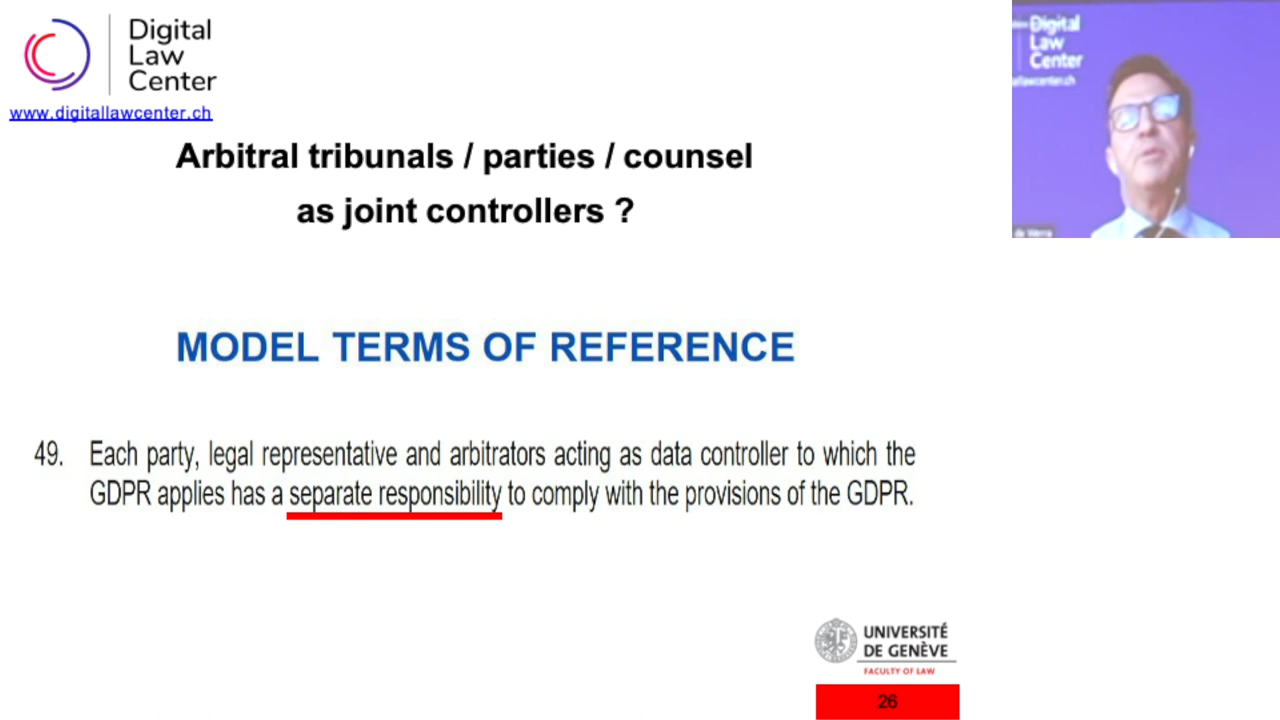 Digital
Law
Center
www.digitallawcenter.ch
Arbitral tribunals / parties / counsel
as joint controllers ?
MODEL TERMS OF REFERENCE
49. Each party, legal representative and arbitrators acting as data controller to which the
GDPR applies has a separate responsibility to comply with the provisions of the GDPR.
UNIVERSITÉ
DE GENÈVE
FACULTY OF LAW
26
Digital
Law
Center
de Werra